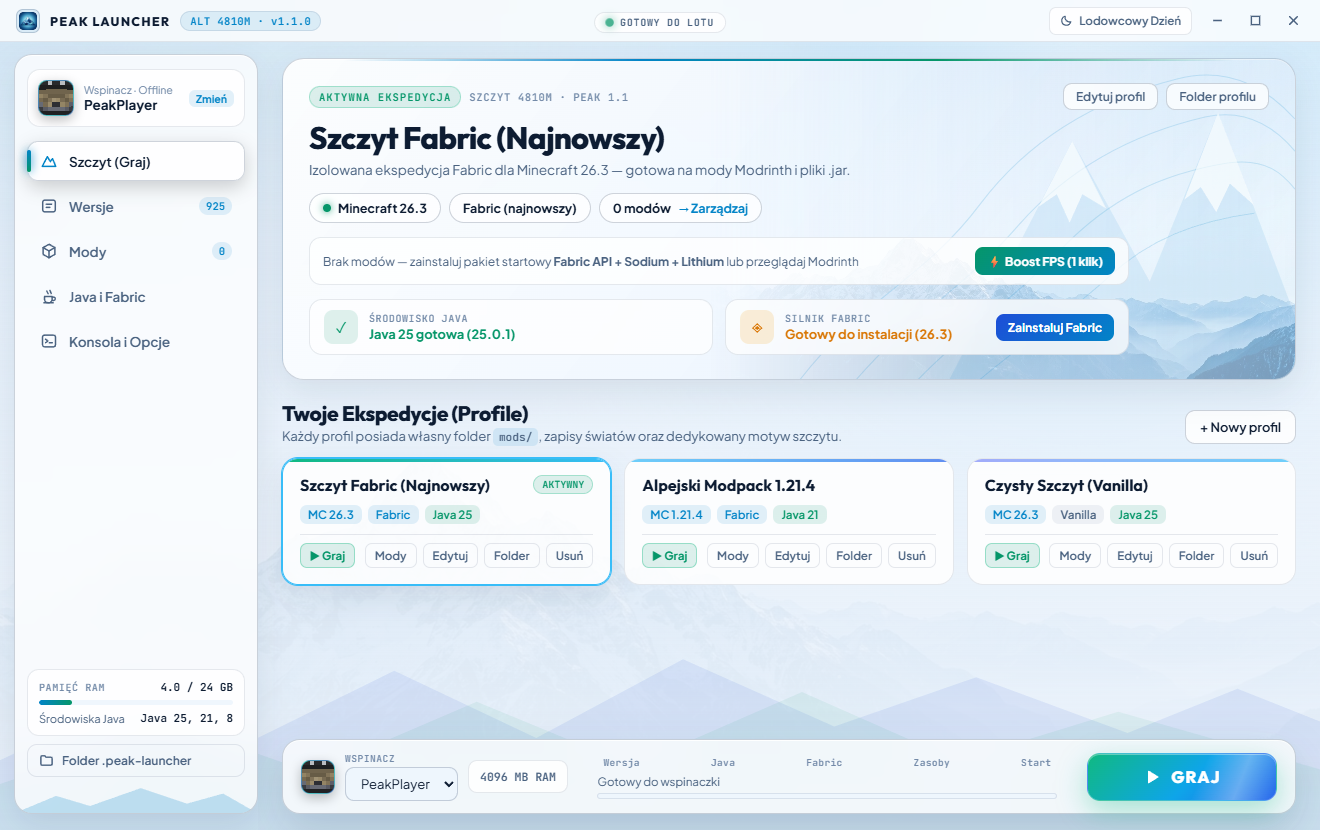 PEAK LAUNCHER
ALT 4810M · v1.1.0
GOTOWY DO LOTU
Lodowcowy Dzień
Wspinacz · Offline
PeakPlayer
Zmień
Szczyt (Graj)
Wersje
925
Mody
0
Java i Fabric
Konsola i Opcje
PAMIĘĆ RAM
4.0 / 24 GB
Środowiska Java
Java 25, 21, 8
Folder .peak-launcher
AKTYWNA EKSPEDYCJA
SZCZYT 4810M · PEAK 1.1
Edytuj profil
Folder profilu
Szczyt Fabric (Najnowszy)
Izolowana ekspedycja Fabric dla Minecraft 26.3 — gotowa na mody Modrinth i pliki .jar.
Minecraft 26.3
Fabric (najnowszy)
0 modów → Zarządzaj
Brak modów — zainstaluj pakiet startowy Fabric API + Sodium + Lithium lub przeglądaj Modrinth
Boost FPS (1 klik)
ŚRODOWISKO JAVA
Java 25 gotowa (25.0.1)
SILNIK FABRIC
Gotowy do instalacji (26.3)
Zainstaluj Fabric
Twoje Ekspedycje (Profile)
Każdy profil posiada własny folder mods/, zapisy światów oraz dedykowany motyw szczytu.
+ Nowy profil
Szczyt Fabric (Najnowszy)
AKTYWNY
MC 26.3 Fabric Java 25
▶ Graj Mody Edytuj Folder Usuń
Alpejski Modpack 1.21.4
MC 1.21.4 Fabric Java 21
▶ Graj Mody Edytuj Folder Usuń
Czysty Szczyt (Vanilla)
MC 26.3 Vanilla Java 25
▶ Graj Mody Edytuj Folder Usuń
WSPINACZ
PeakPlayer
4096 MB RAM
Wersja Java Fabric Zasoby Start
Gotowy do wspinaczki
▶ GRAJ